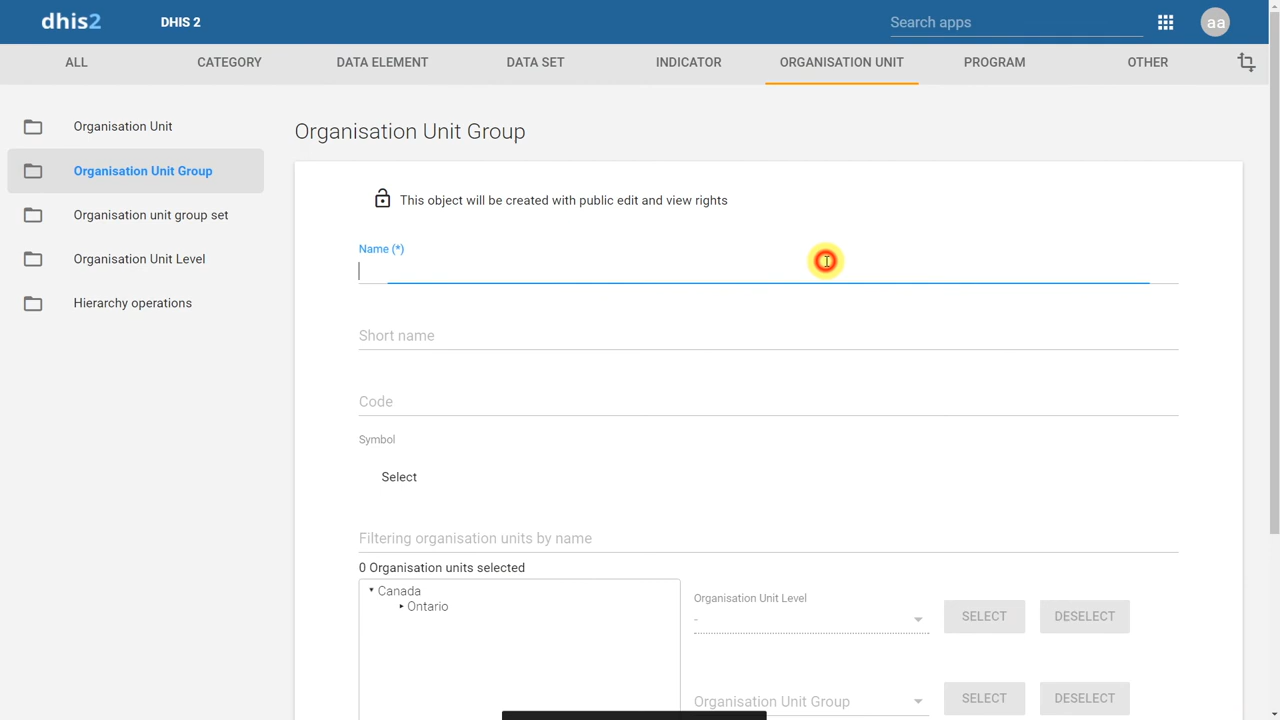 dhis2
DHIS 2
Search apps
aa
ALL
CATEGORY
DATA ELEMENT
DATA SET
INDICATOR
ORGANISATION UNIT
PROGRAM
OTHER
Organisation Unit
Organisation Unit Group
Organisation unit group set
Organisation Unit Level
Hierarchy operations
Organisation Unit Group
This object will be created with public edit and view rights
Name (*)
Short name
Code
Symbol
Select
Filtering organisation units by name
0 Organisation units selected
Canada
Ontario
Organisation Unit Level
-
SELECT
DESELECT
Organisation Unit Group
SELECT
DESELECT